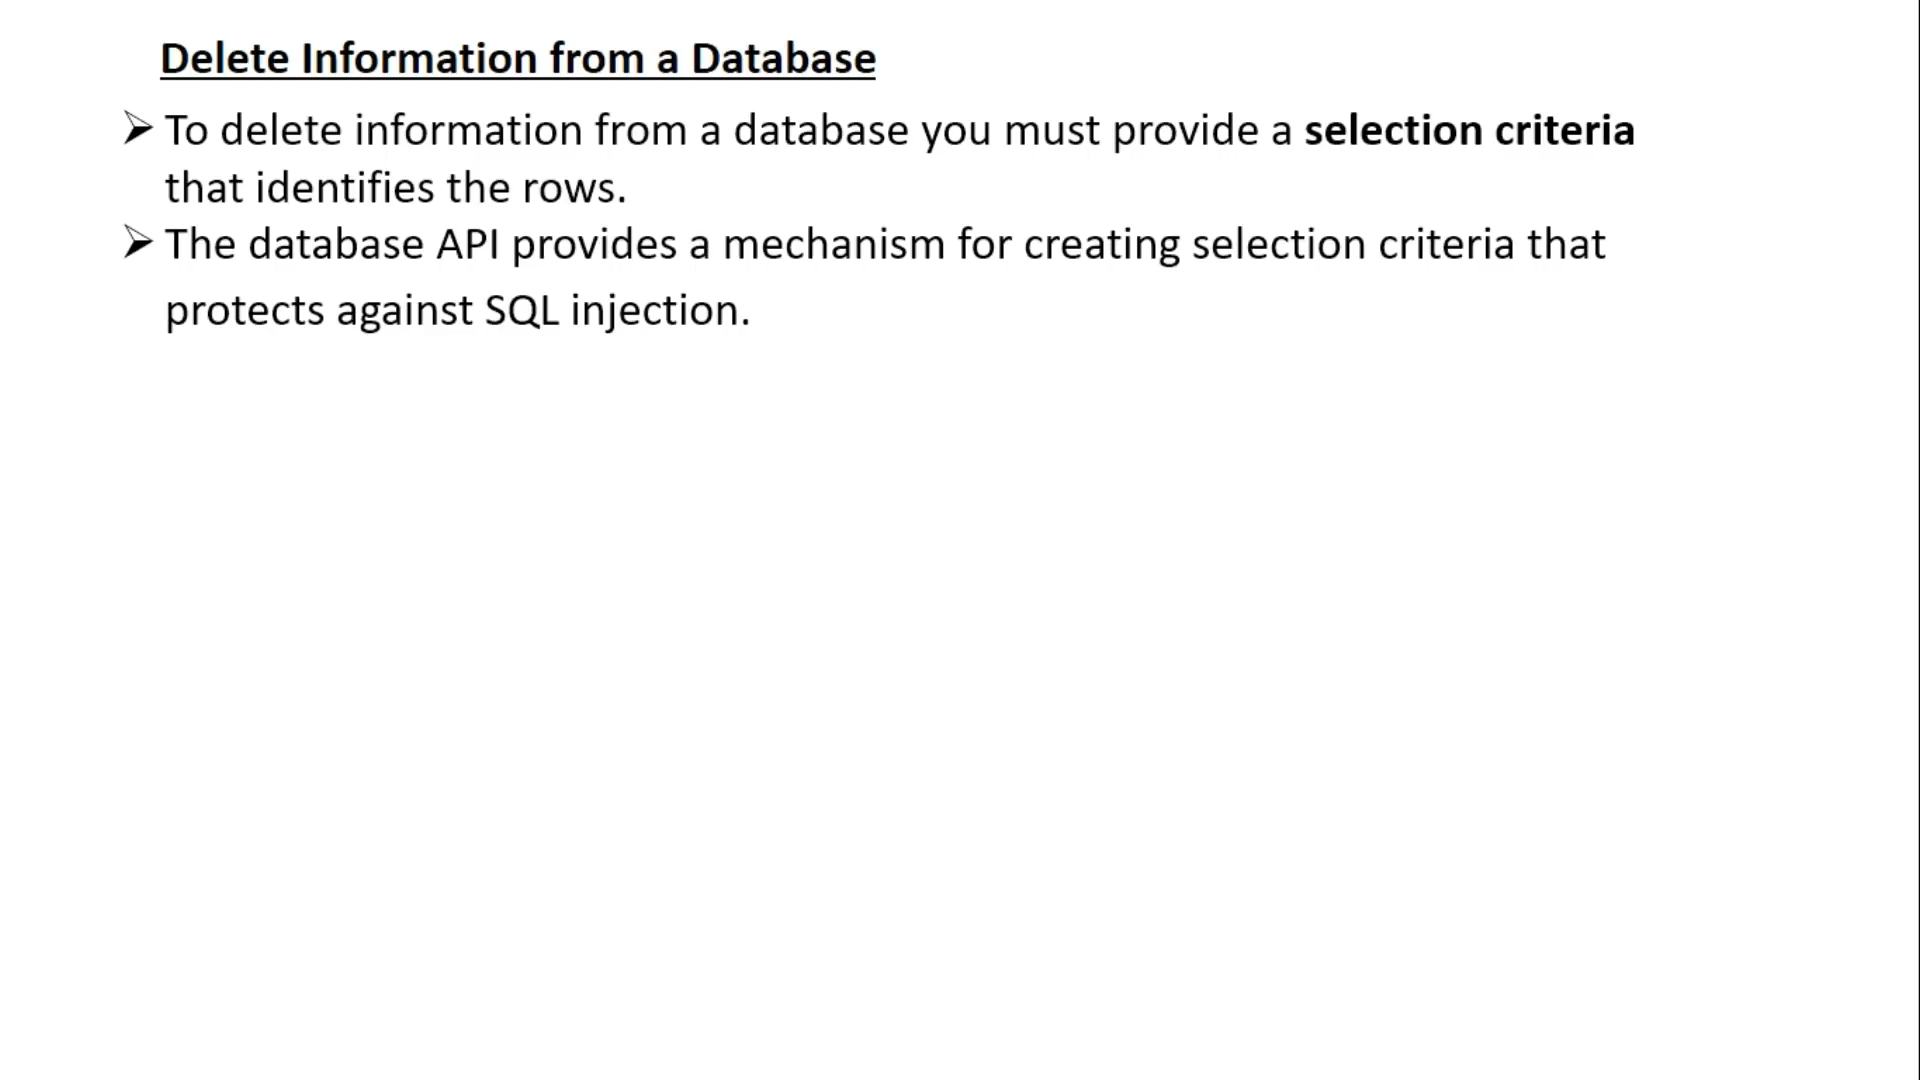 Delete Information from a Database
➢ To delete information from a database you must provide a selection criteria
that identifies the rows.
➢ The database API provides a mechanism for creating selection criteria that
protects against SQL injection.